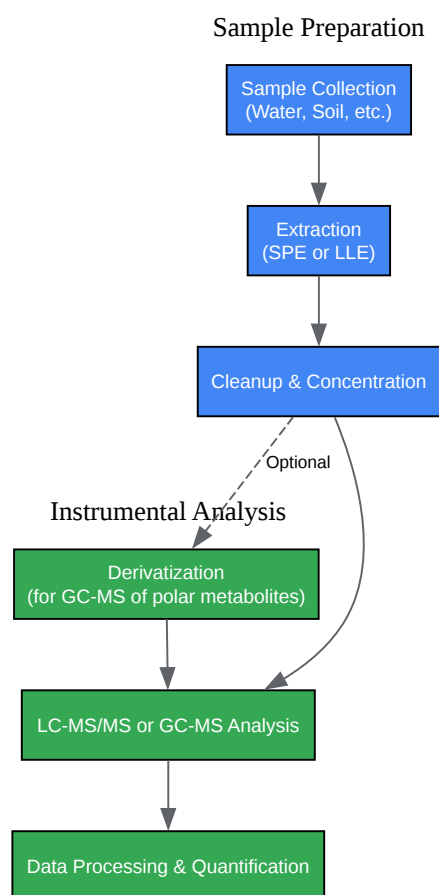 Sample Preparation
Sample Collection
(Water, Soil, etc.)
Extraction
(SPE or LLE)
Cleanup & Concentration
Optional
Instrumental Analysis
Derivatization
(for GC-MS of polar metabolites)
LC-MS/MS or GC-MS Analysis
Data Processing & Quantification